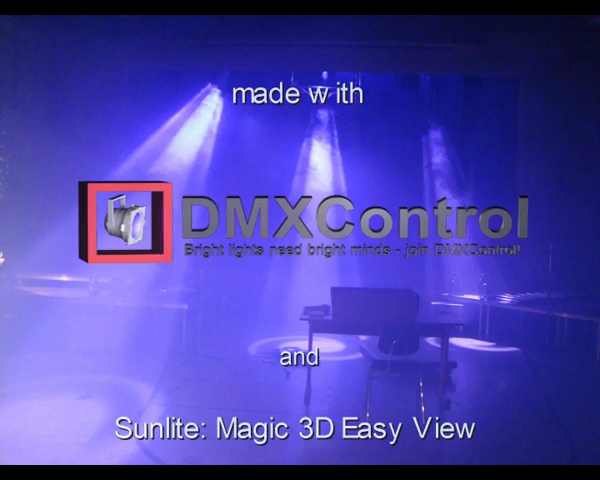 made with
DMXControl
Bright lights need bright minds - join DMXControl!
and
Sunlite: Magic 3D Easy View